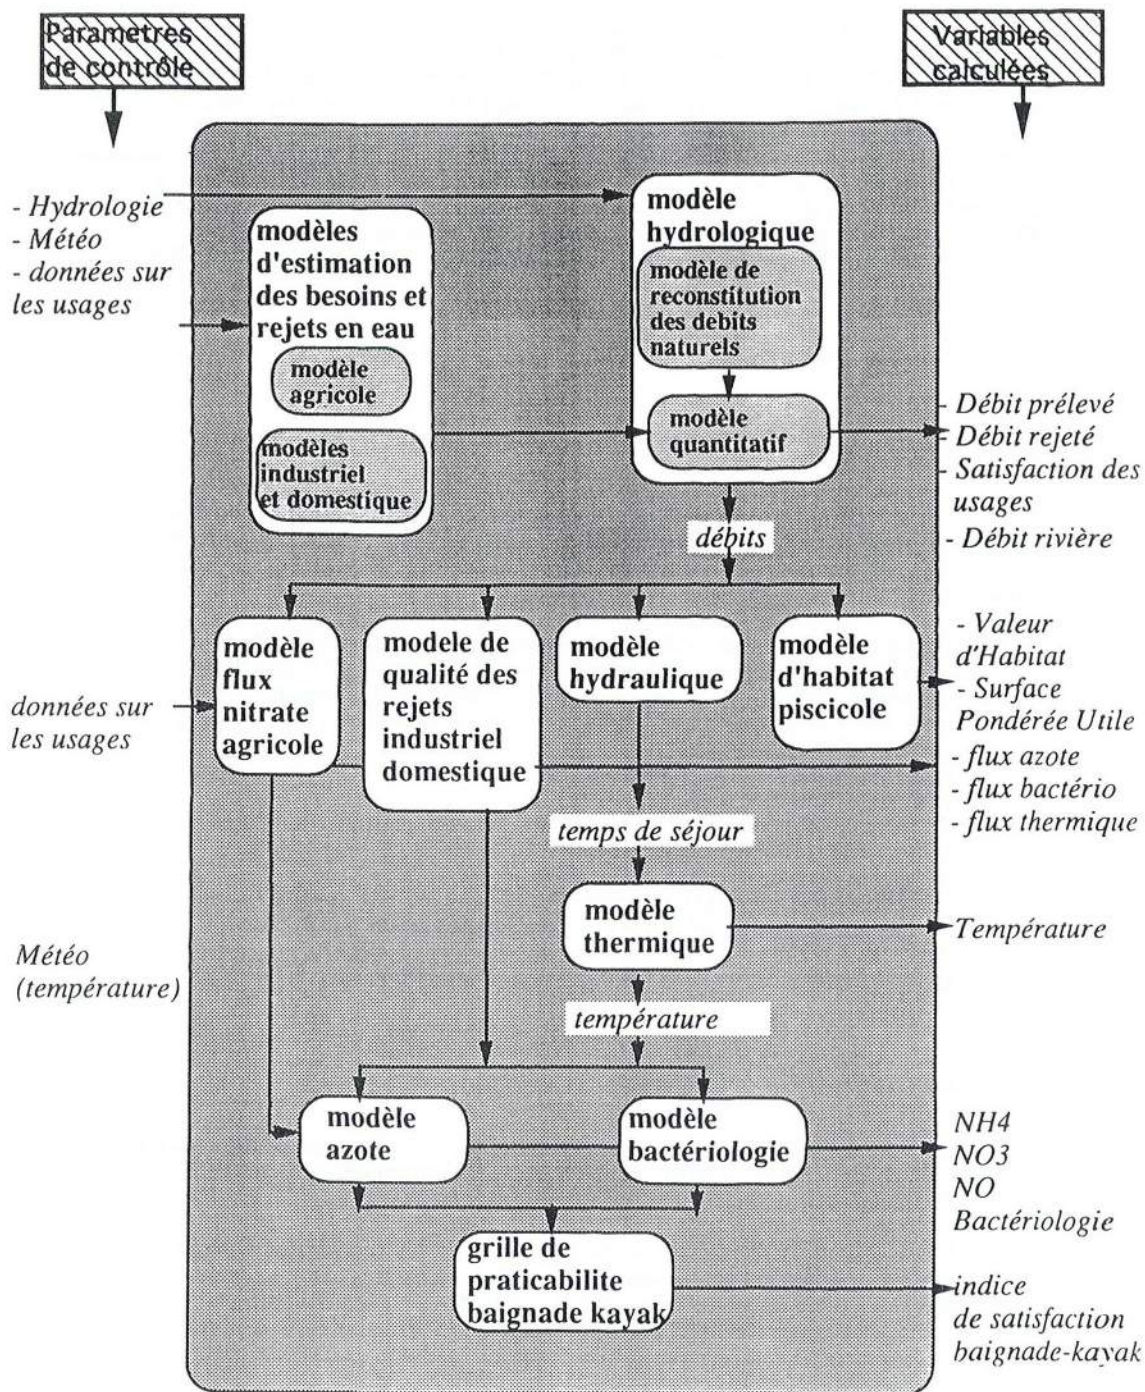 Parametres
de contrôle
Variables
calculées
- Hydrologie
- Météo
- données sur
les usages
modèles
d'estimation
des besoins et
rejets en eau
modèle
agricole
modèles
industriel
et domestique
modèle
hydrologique
modèle de
reconstitution
des debits
naturels
modèle
quantitatif
- Débit prélevé
- Débit rejeté
- Satisfaction des
usages
- Débit rivière
débits
données sur
les usages
modèle
flux
nitrate
agricole
modele de
qualité des
rejets
industriel
domestique
modèle
hydraulique
modèle
d'habitat
piscicole
- Valeur
d'Habitat
- Surface
Pondérée Utile
- flux azote
- flux bactério
- flux thermique
temps de séjour
modèle
thermique
Température
Météo
(température)
température
modèle
azote
modèle
bactériologie
NH4
NO3
NO
Bactériologie
grille de
praticabilite
baignade kayak
indice
de satisfaction
baignade-kayak